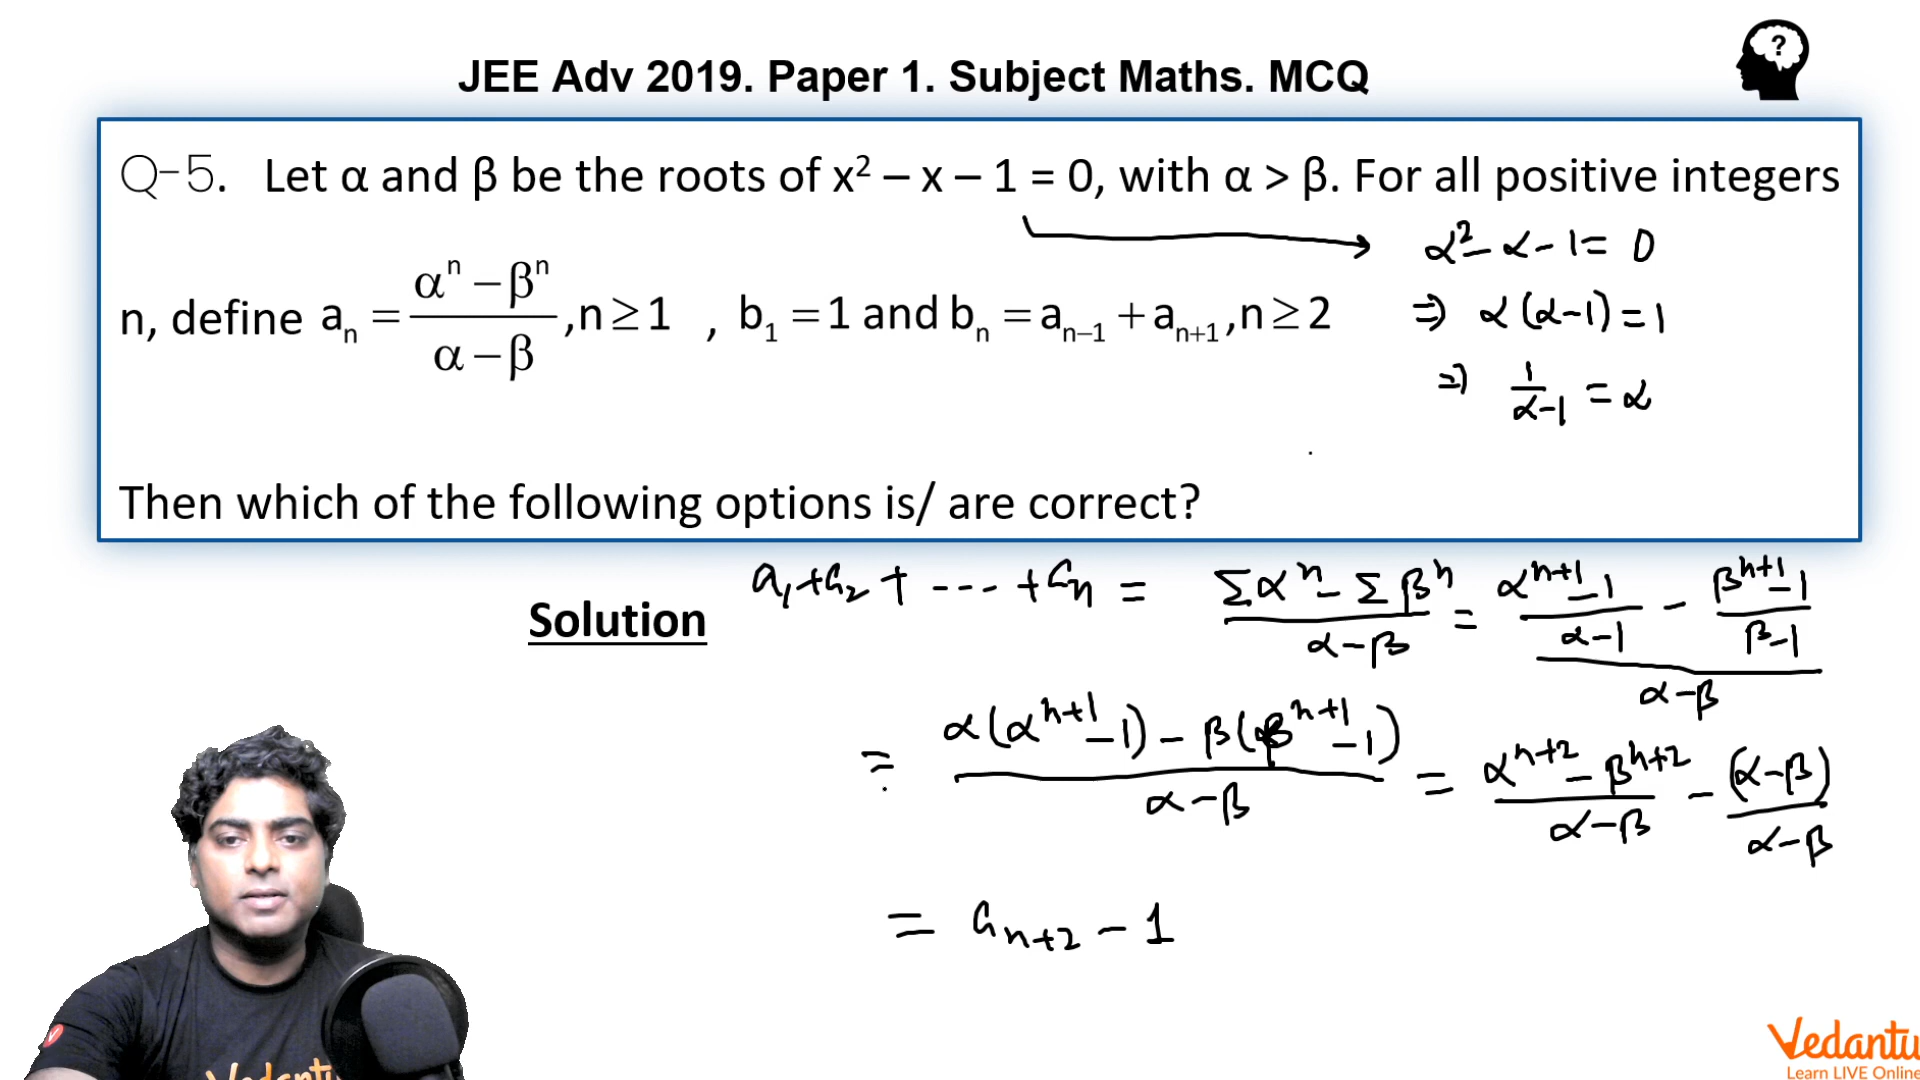 JEE Adv 2019. Paper 1. Subject Maths. MCQ
?
Q-5. Let α and β be the roots of x² – x – 1 = 0, with α > β. For all positive integers
n, define aₙ = (αⁿ – βⁿ)/(α – β), n ≥ 1 , b₁ = 1 and bₙ = aₙ₋₁ + aₙ₊₁, n ≥ 2
α² – α – 1 = 0
⇒ α(α–1) = 1
⇒ 1/(α–1) = α
Then which of the following options is/ are correct?
Solution
a₁+a₂+ ---- +aₙ = (Σαⁿ – Σβⁿ)/(α–β) = ((αⁿ⁺¹–1)/(α–1) – (βⁿ⁺¹–1)/(β–1))/(α–β)
= (α(αⁿ⁺¹–1) – β(βⁿ⁺¹–1))/(α–β) = (αⁿ⁺² – βⁿ⁺²)/(α–β) – (α–β)/(α–β)
= aₙ₊₂ – 1
Vedantu
Vedantu
Learn LIVE Online